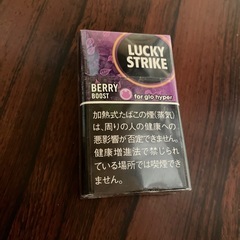 LUCKY
STRIKE
BERRY
BOOST
for glo hyper
加熱式たばこの煙(蒸気)
は、周りの人の健康への
悪影響が否定できません。
健康増進法で禁じられ
ている場所では喫煙でき
ません。